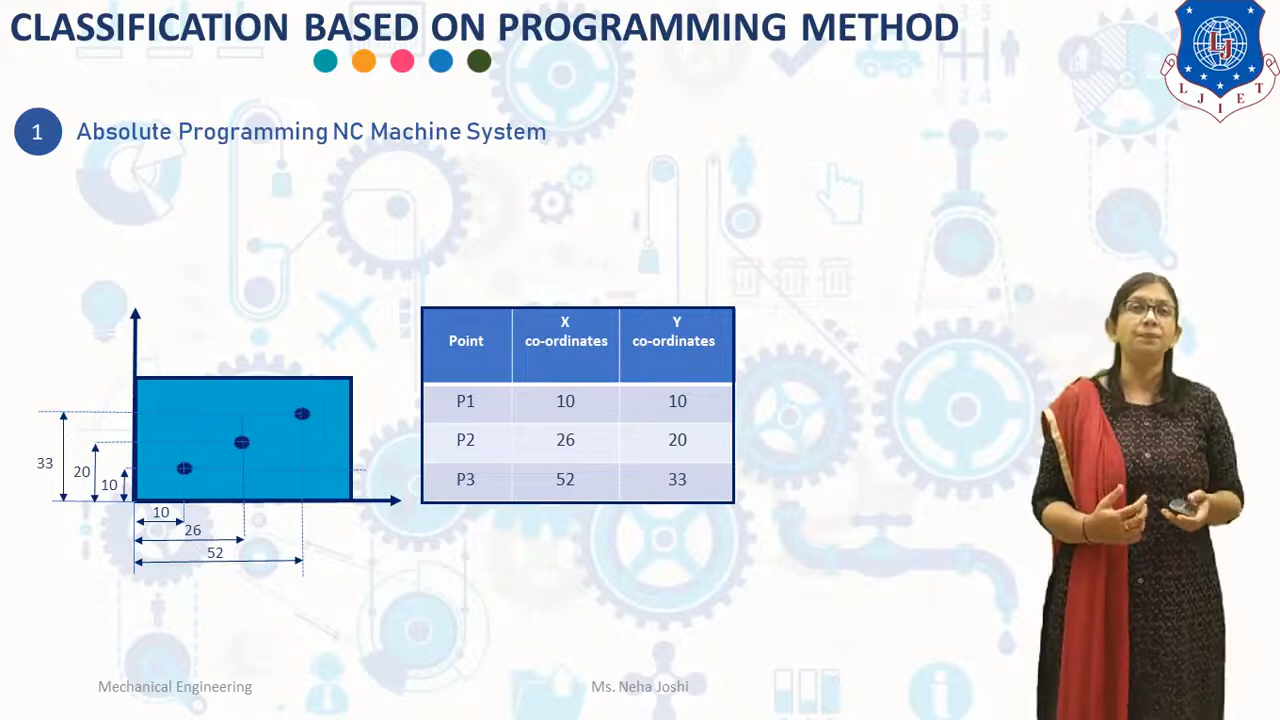 CLASSIFICATION BASED ON PROGRAMMING METHOD
LJIET
1 Absolute Programming NC Machine System
33
20
10
10
26
52
Point X co-ordinates Y co-ordinates
P1 10 10
P2 26 20
P3 52 33
Mechanical Engineering
Ms. Neha Joshi